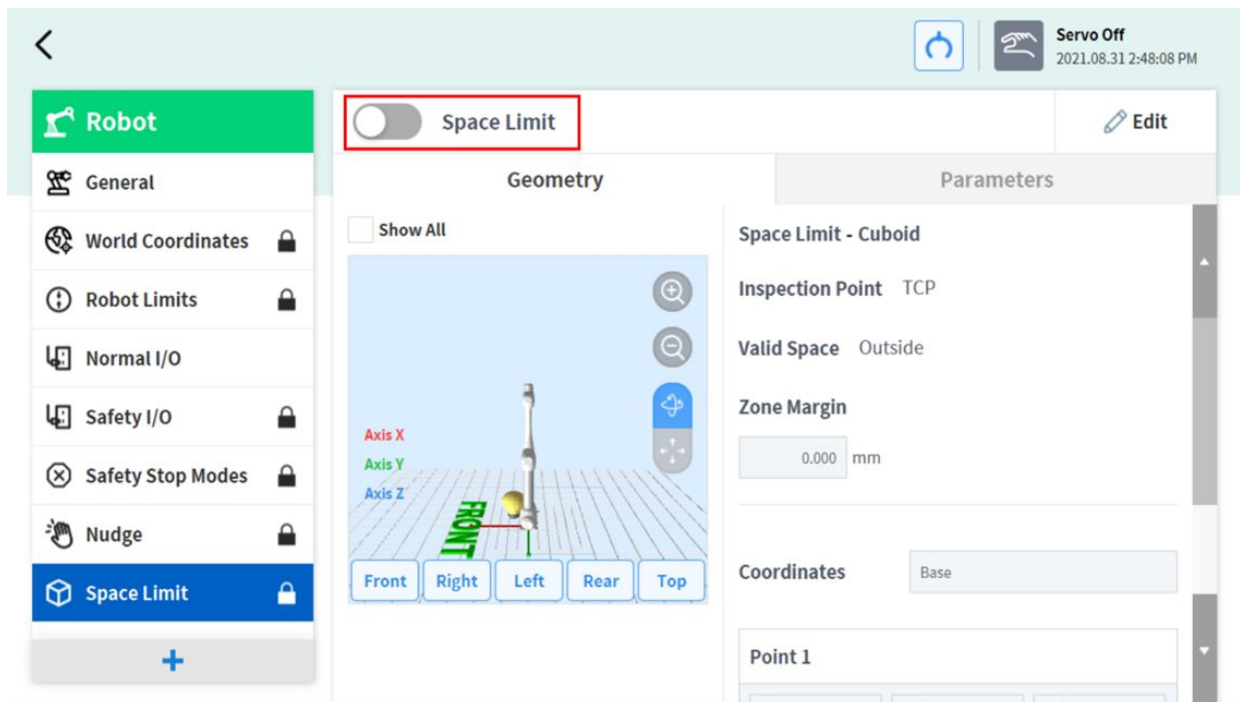 Servo Off
2021.08.31 2:48:08 PM
Robot
General
World Coordinates
Robot Limits
Normal I/O
Safety I/O
Safety Stop Modes
Nudge
Space Limit
Space Limit
Edit
Geometry
Parameters
Show All
Axis X
Axis Y
Axis Z
FRONT
Front Right Left Rear Top
Space Limit - Cuboid
Inspection Point TCP
Valid Space Outside
Zone Margin
0.000 mm
Coordinates Base
Point 1